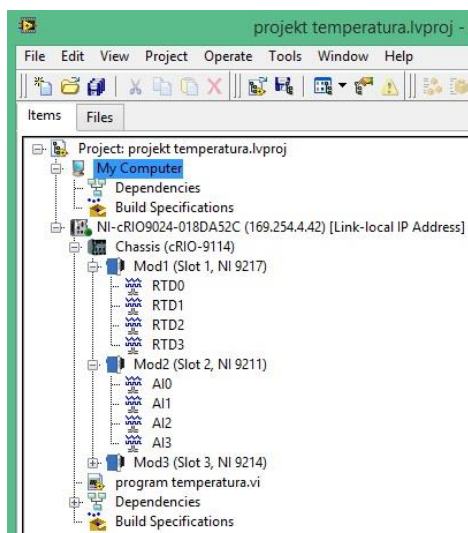 projekt temperatura.lvproj -
File Edit View Project Operate Tools Window Help
Items Files
Project: projekt temperatura.lvproj
My Computer
Dependencies
Build Specifications
NI-cRIO9024-018DA52C (169.254.4.42) [Link-local IP Address]
Chassis (cRIO-9114)
Mod1 (Slot 1, NI 9217)
RTD0
RTD1
RTD2
RTD3
Mod2 (Slot 2, NI 9211)
AI0
AI1
AI2
AI3
Mod3 (Slot 3, NI 9214)
program temperatura.vi
Dependencies
Build Specifications